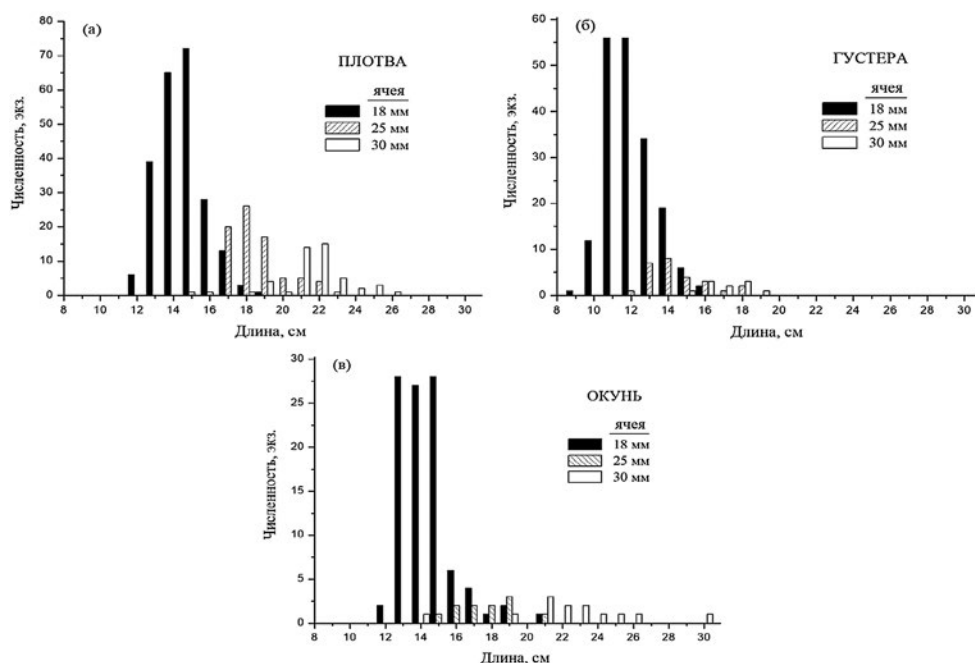 (а)
ПЛОТВА
ячея
18 мм
25 мм
30 мм
Численность, экз.
80
70
60
50
40
30
20
10
0
8 10 12 14 16 18 20 22 24 26 28 30
Длина, см
(б)
ГУСТЕРА
ячея
18 мм
25 мм
30 мм
Численность, экз.
60
50
40
30
20
10
0
8 10 12 14 16 18 20 22 24 26 28 30
Длина, см
(в)
ОКУНЬ
ячея
18 мм
25 мм
30 мм
Численность, экз.
30
25
20
15
10
5
0
8 10 12 14 16 18 20 22 24 26 28 30
Длина, см